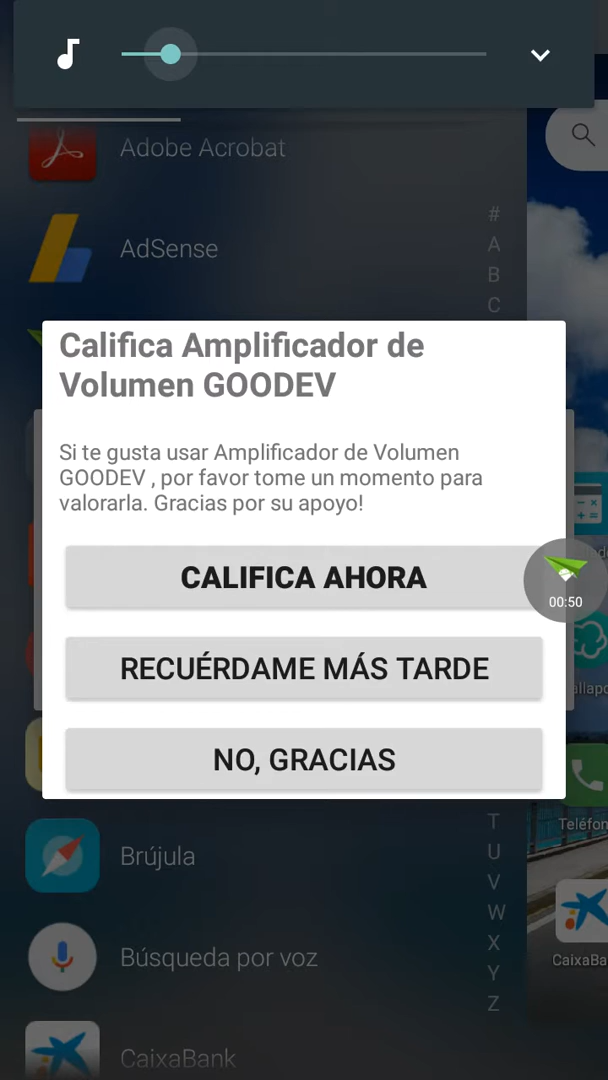 Adobe Acrobat
AdSense
#
A
B
C
Califica Amplificador de
Volumen GOODEV
Si te gusta usar Amplificador de Volumen
GOODEV , por favor tome un momento para
valorarla. Gracias por su apoyo!
CALIFICA AHORA
00:50
RECUÉRDAME MÁS TARDE
allapo
NO, GRACIAS
T
Teléfon
Brújula
U
V
W
X
Búsqueda por voz
CaixaBa
Y
Z
CaixaBank